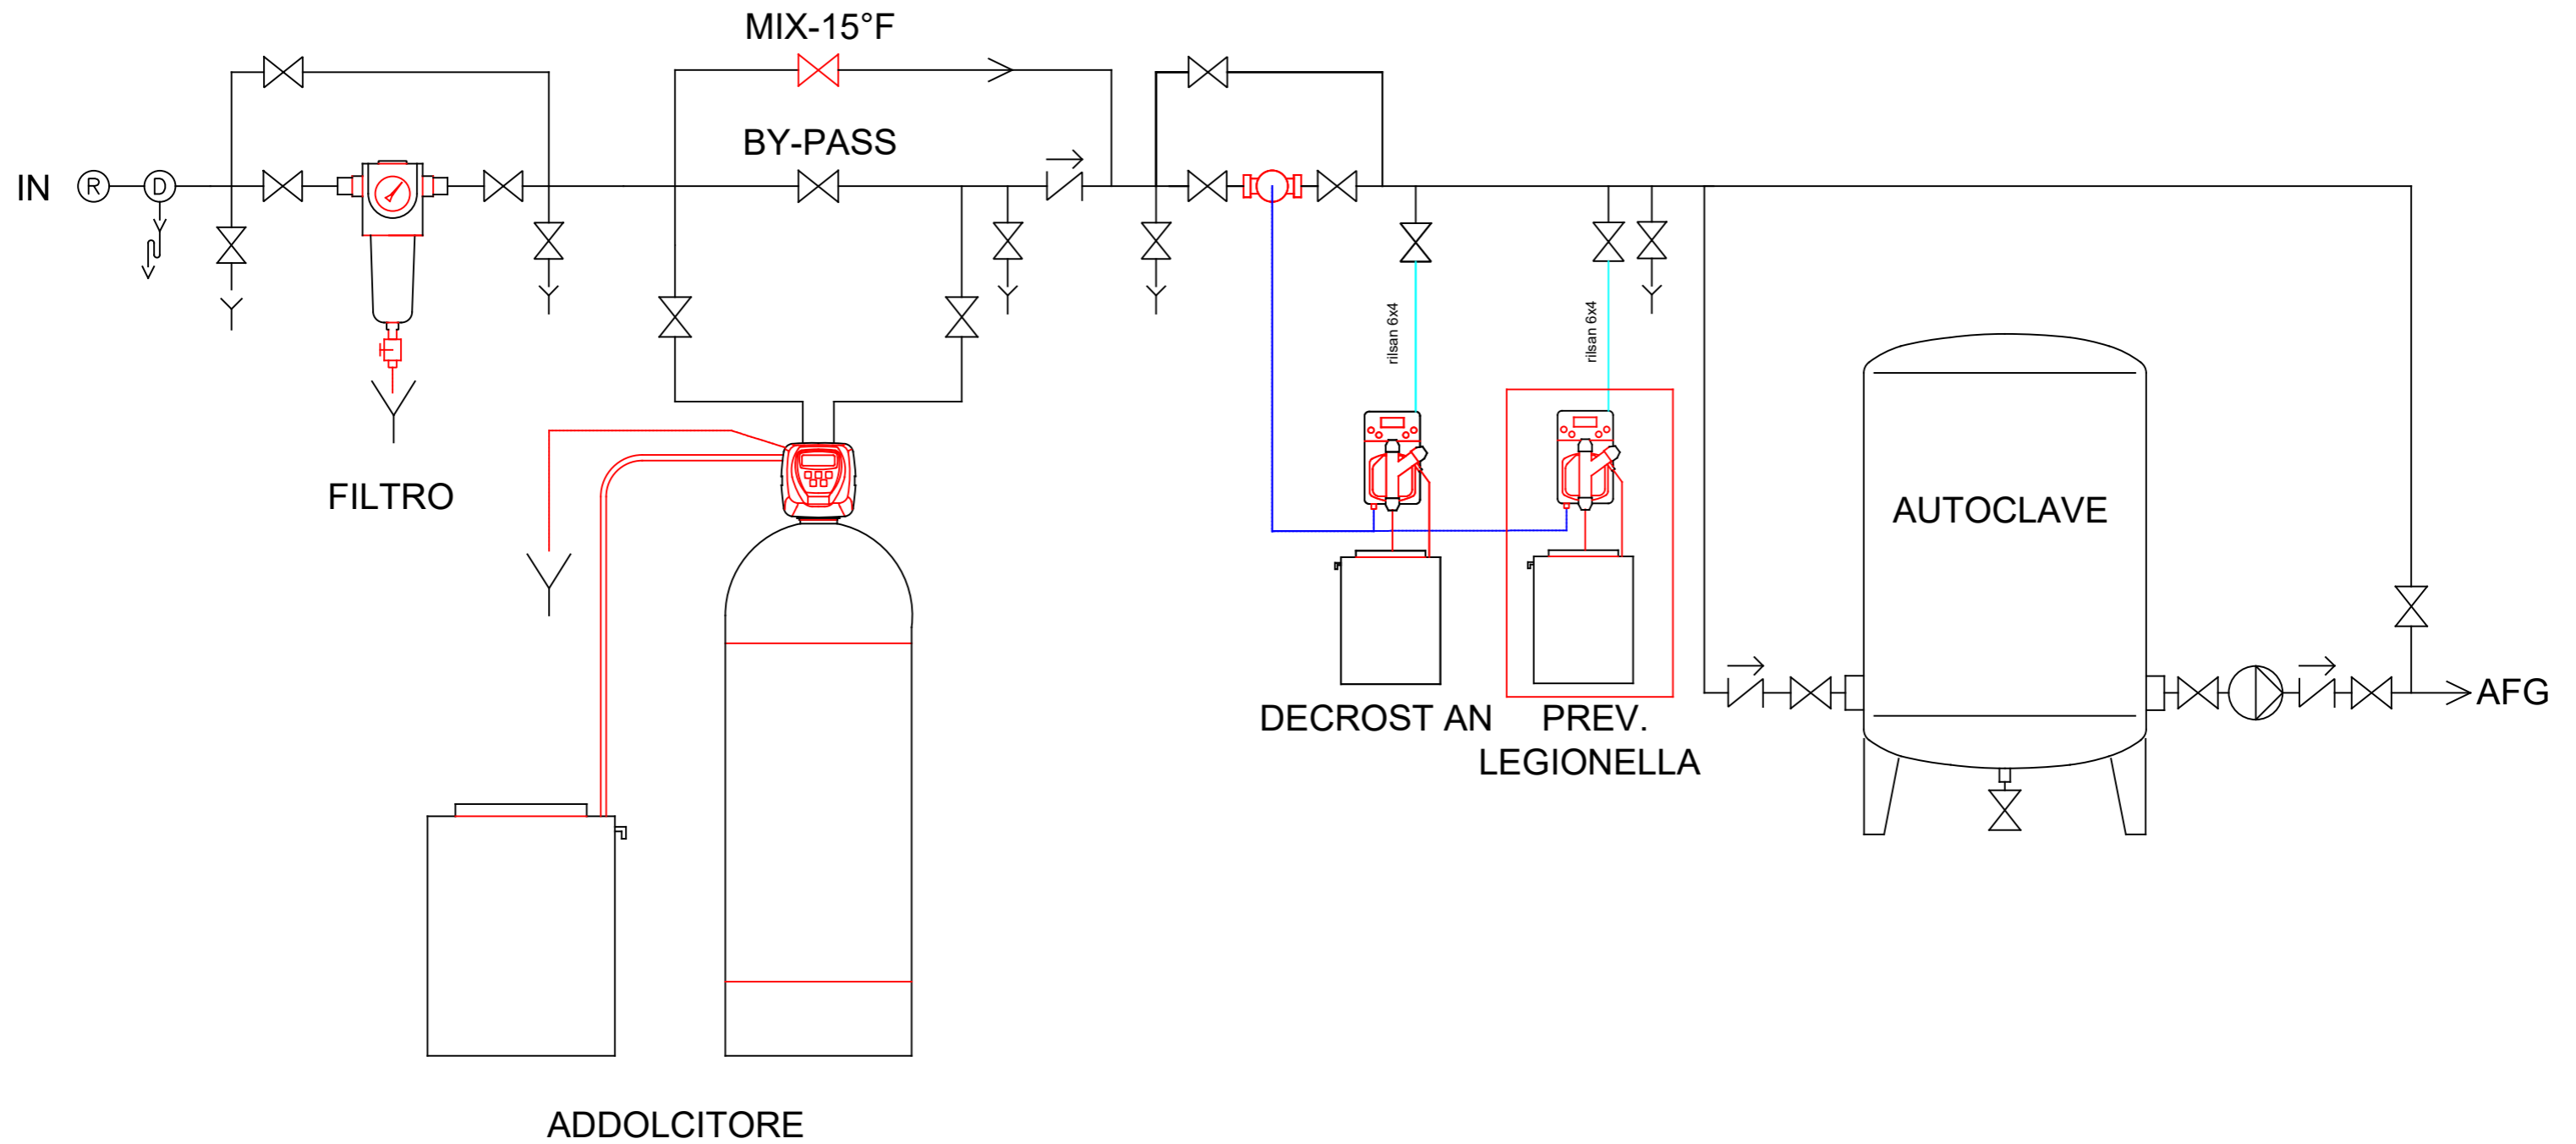 MIX-15°F
BY-PASS
IN
R
D
rilsan 6x4
rilsan 6x4
FILTRO
AUTOCLAVE
DECROST AN
PREV.
LEGIONELLA
AFG
ADDOLCITORE